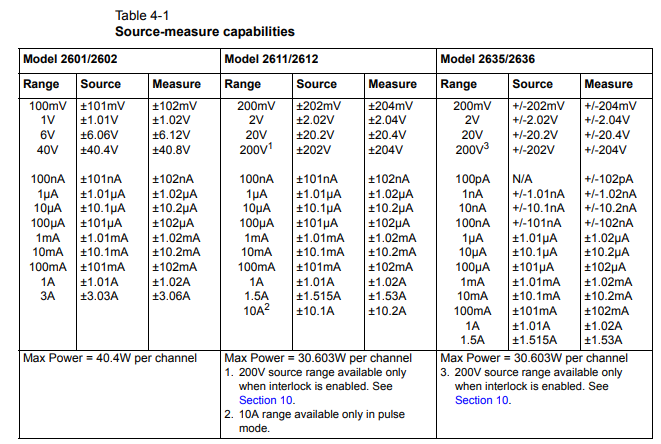 Table 4-1
Source-measure capabilities
Model 2601/2602 Model 2611/2612 Model 2635/2636
Range Source Measure Range Source Measure Range Source Measure
100mV ±101mV ±102mV 200mV ±202mV ±204mV 200mV +/-202mV +/-204mV
1V ±1.01V ±1.02V 2V ±2.02V ±2.04V 2V +/-2.02V +/-2.04V
6V ±6.06V ±6.12V 20V ±20.2V ±20.4V 20V +/-20.2V +/-20.4V
40V ±40.4V ±40.8V 200V1 ±202V ±204V 200V3 +/-202V +/-204V
100nA ±101nA ±102nA 100nA ±101nA ±102nA 100pA N/A +/-102pA
1µA ±1.01µA ±1.02µA 1µA ±1.01µA ±1.02µA 1nA +/-1.01nA +/-1.02nA
10µA ±10.1µA ±10.2µA 10µA ±10.1µA ±10.2µA 10nA +/-10.1nA +/-10.2nA
100µA ±101µA ±102µA 100µA ±101µA ±102µA 100nA +/-101nA +/-102nA
1mA ±1.01mA ±1.02mA 1mA ±1.01mA ±1.02mA 1µA ±1.01µA ±1.02µA
10mA ±10.1mA ±10.2mA 10mA ±10.1mA ±10.2mA 10µA ±10.1µA ±10.2µA
100mA ±101mA ±102mA 100mA ±101mA ±102mA 100µA ±101µA ±102µA
1A ±1.01A ±1.02A 1A ±1.01A ±1.02A 1mA ±1.01mA ±1.02mA
3A ±3.03A ±3.06A 1.5A ±1.515A ±1.53A 10mA ±10.1mA ±10.2mA
10A2 ±10.1A ±10.2A 100mA ±101mA ±102mA
1A ±1.01A ±1.02A
1.5A ±1.515A ±1.53A
Max Power = 40.4W per channel
Max Power = 30.603W per channel
1. 200V source range available only
when interlock is enabled. See
Section 10.
2. 10A range available only in pulse
mode.
Max Power = 30.603W per channel
3. 200V source range available only
when interlock is enabled. See
Section 10.